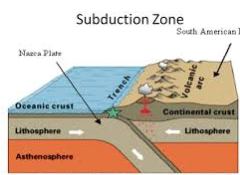 Subduction Zone
South American
Nazca Plate
Trench
Volcanic
arc
Oceanic crust
Continental crust
Lithosphere
Lithosphere
Asthenosphere